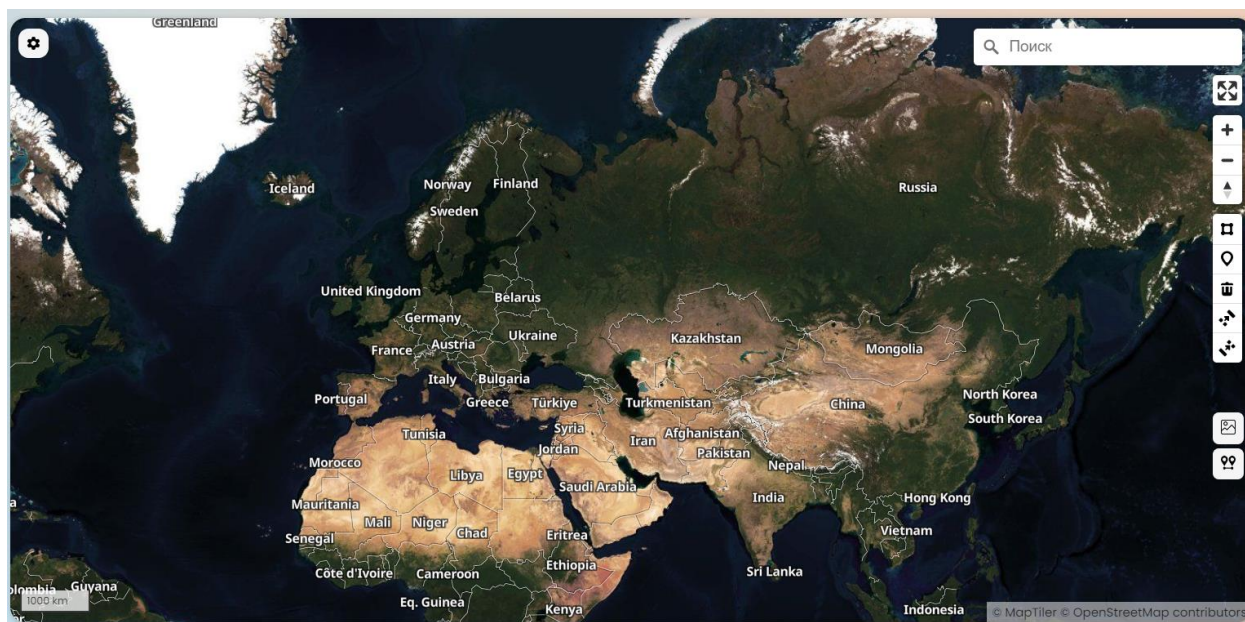 Greenland
Поиск
Iceland
Norway
Finland
Russia
Sweden
United Kingdom
Belarus
Germany
Ukraine
Austria
Kazakhstan
France
Mongolia
Italy
Bulgaria
Portugal
Greece
Türkiye
Turkmenistan
China
North Korea
South Korea
Tunisia
Syria
Iran
Afghanistan
Jordan
Pakistan
Morocco
Nepal
Libya
Egypt
Saudi Arabia
India
Hong Kong
Mauritania
Mali
Niger
Chad
Vietnam
Senegal
Eritrea
Côte d'Ivoire
Cameroon
Ethiopia
Sri Lanka
olombia
Guyana
1000 km
Eq. Guinea
Kenya
Indonesia
© MapTiler © OpenStreetMap contributors